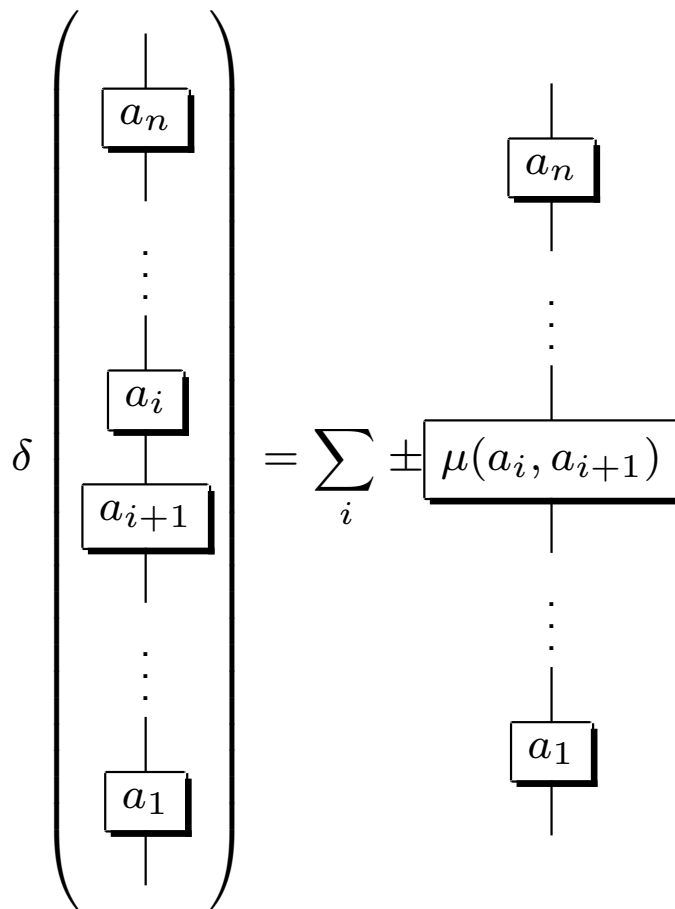 a_n
a_n
⋮
⋮
a_i
δ
= ∑_i ± μ(a_i, a_{i+1})
a_{i+1}
⋮
⋮
a_1
a_1